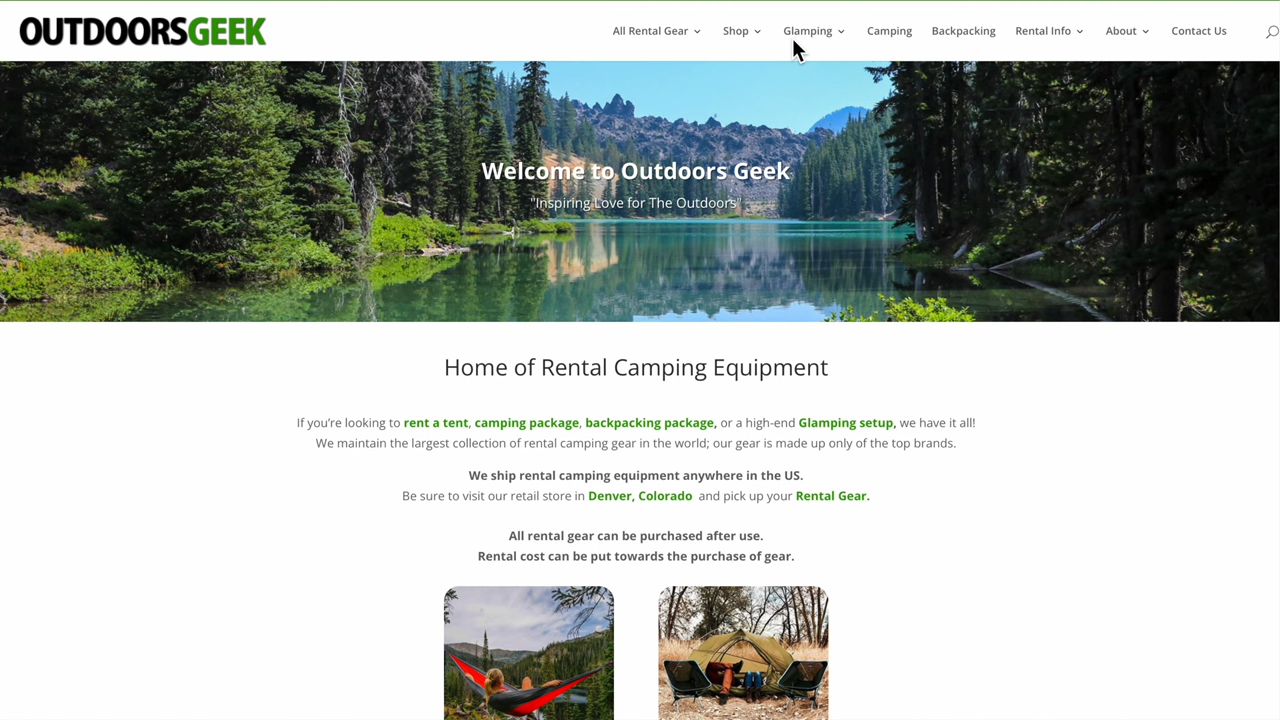 OUTDOORSGEEK
All Rental Gear Shop Glamping Camping Backpacking Rental Info About Contact Us
Welcome to Outdoors Geek
"Inspiring Love for The Outdoors"
Home of Rental Camping Equipment
If you're looking to rent a tent, camping package, backpacking package, or a high-end Glamping setup, we have it all!
We maintain the largest collection of rental camping gear in the world; our gear is made up only of the top brands.
We ship rental camping equipment anywhere in the US.
Be sure to visit our retail store in Denver, Colorado and pick up your Rental Gear.
All rental gear can be purchased after use.
Rental cost can be put towards the purchase of gear.